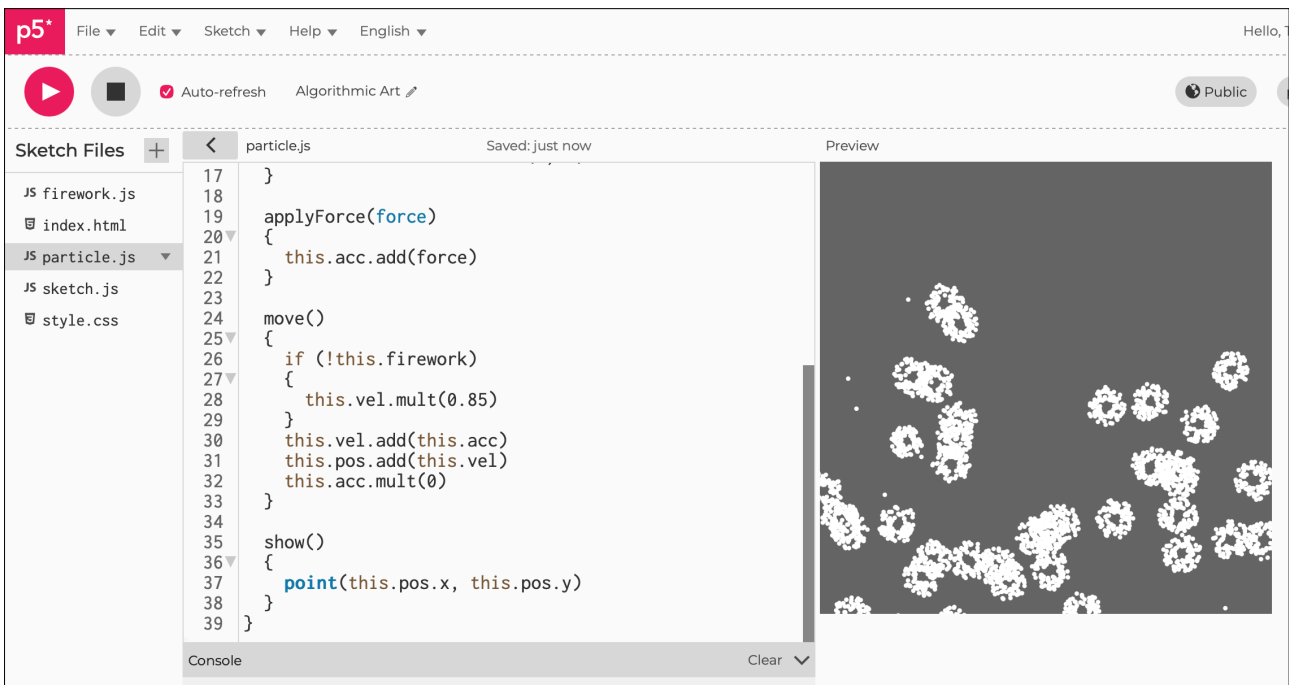 p5*
File Edit Sketch Help English Hello,
Auto-refresh Algorithmic Art Public
Sketch Files + < particle.js Saved: just now Preview
JS firework.js
index.html
JS particle.js
JS sketch.js
style.css
17 }
18
19 applyForce(force)
20 {
21 this.acc.add(force)
22 }
23
24 move()
25 {
26 if (!this.firework)
27 {
28 this.vel.mult(0.85)
29 }
30 this.vel.add(this.acc)
31 this.pos.add(this.vel)
32 this.acc.mult(0)
33 }
34
35 show()
36 {
37 point(this.pos.x, this.pos.y)
38 }
39 }
Console Clear